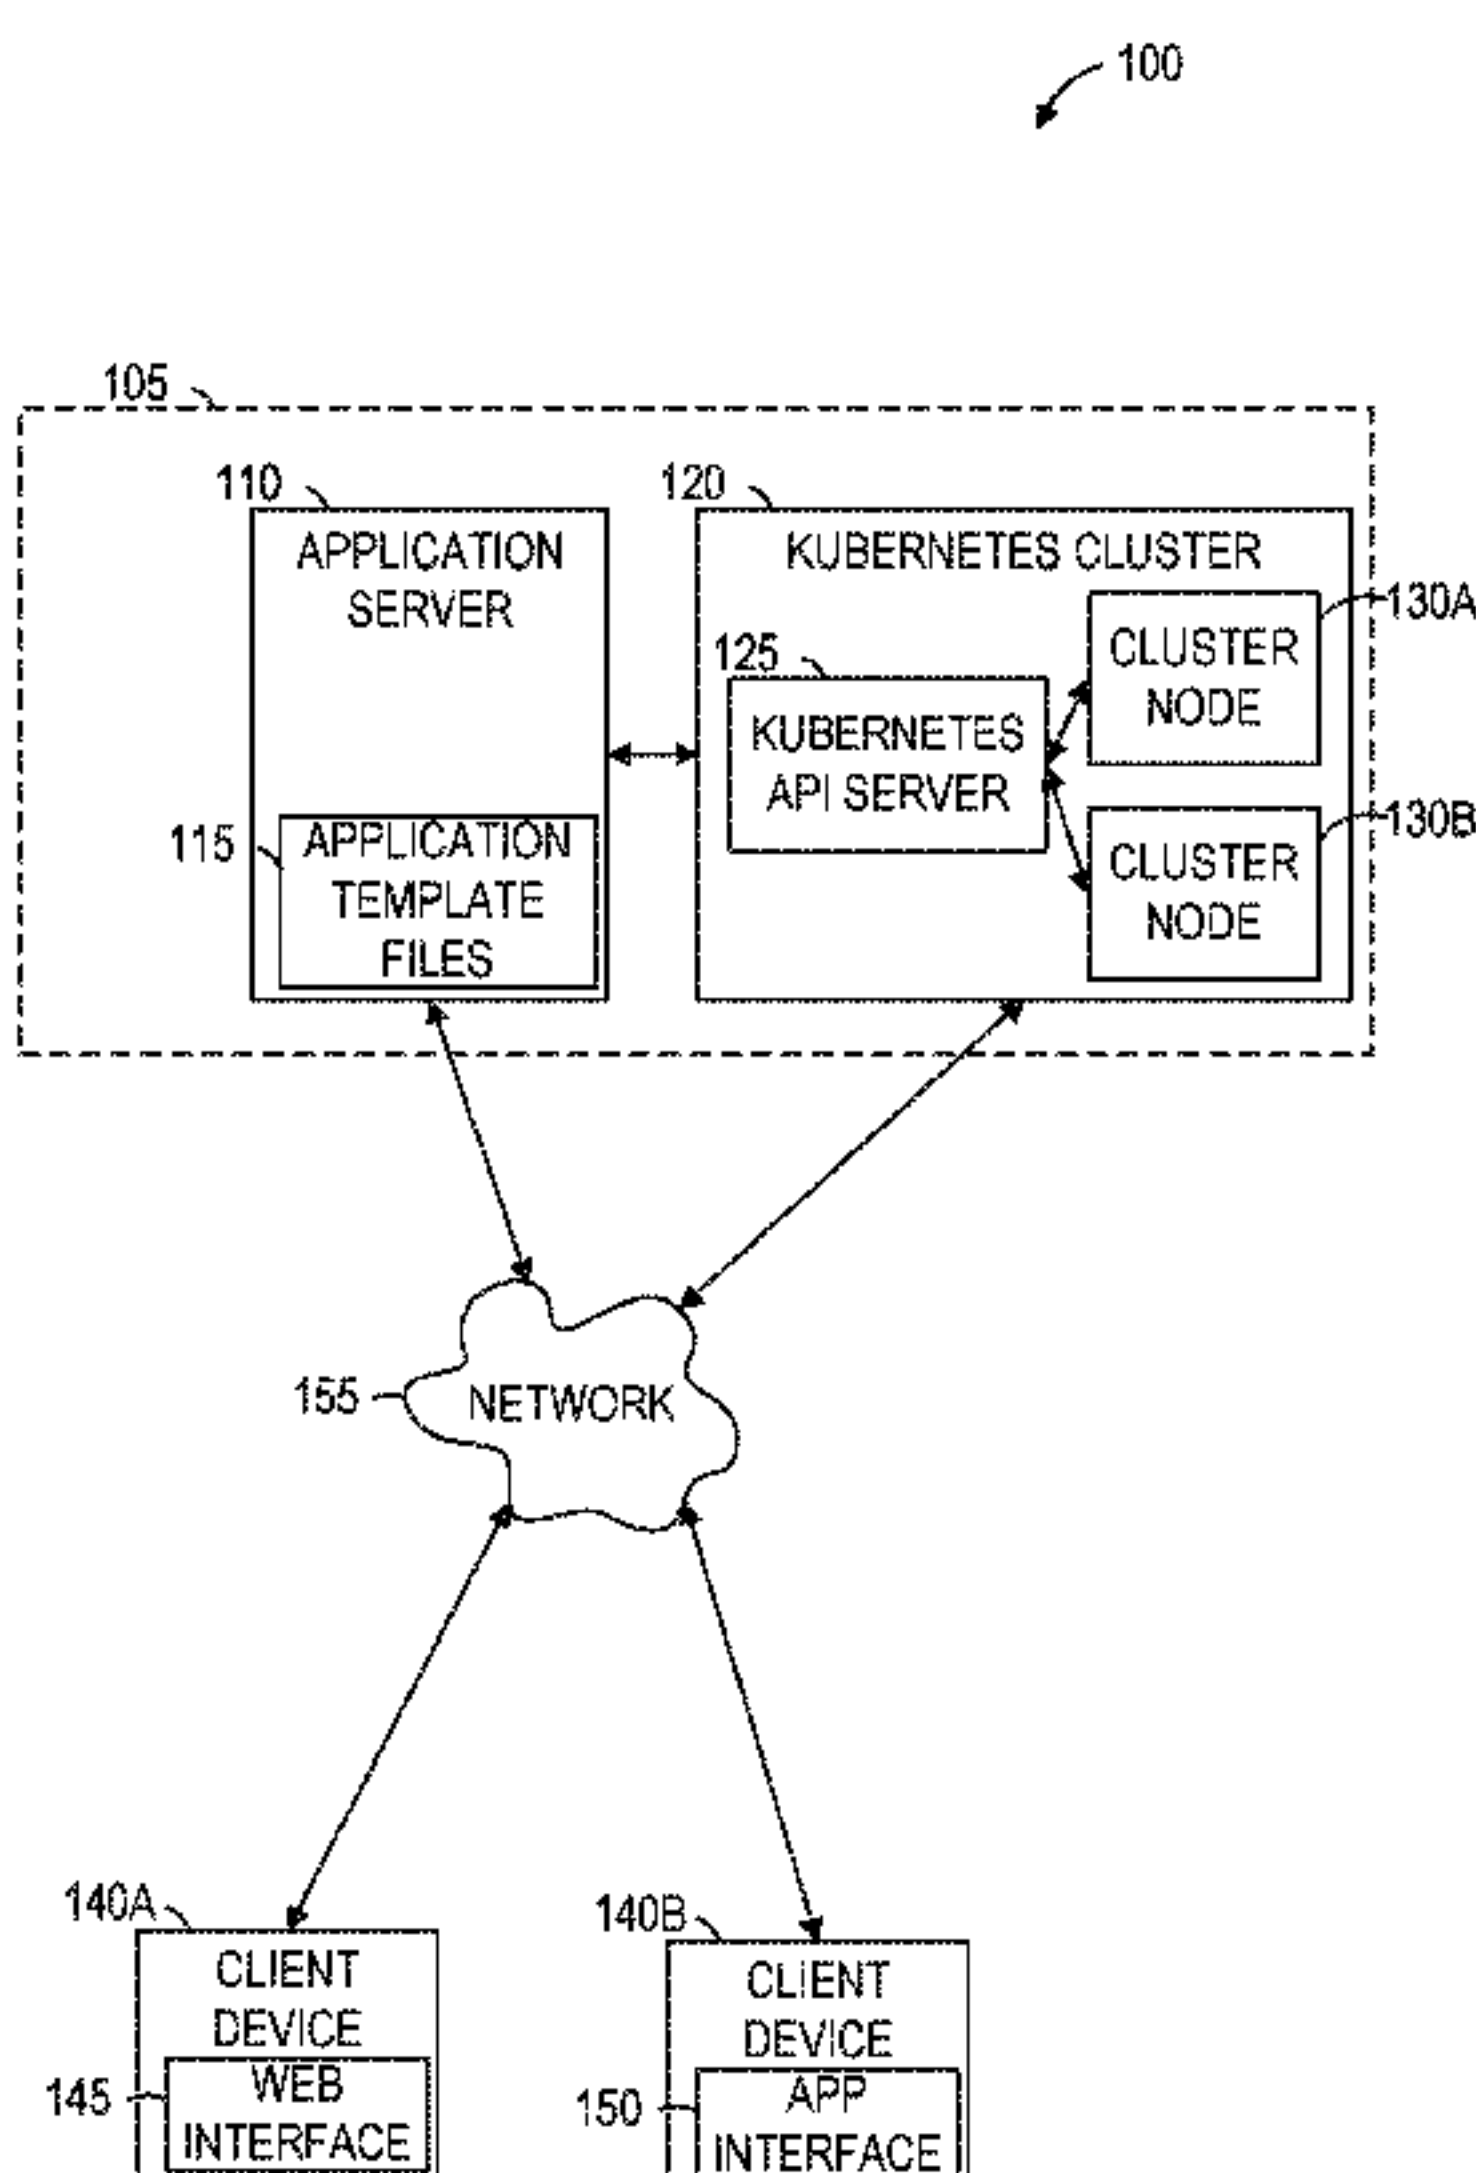 100
105
110
120
APPLICATION
SERVER
KUBERNETES CLUSTER
130A
CLUSTER
NODE
125
KUBERNETES
API SERVER
115
APPLICATION
TEMPLATE
FILES
130B
CLUSTER
NODE
155
NETWORK
140A
CLIENT
DEVICE
145
WEB
INTERFACE
140B
CLIENT
DEVICE
150
APP
INTERFACE